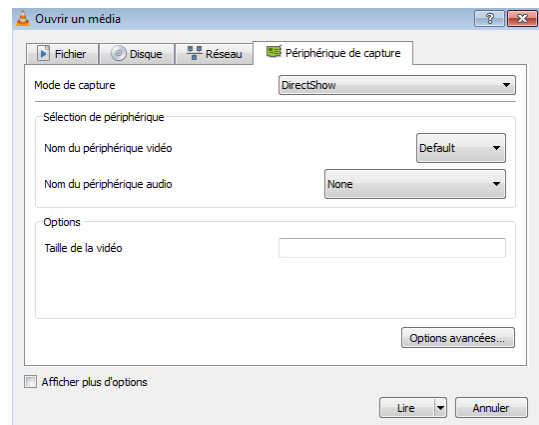 Ouvrir un média
Fichier Disque Réseau Périphérique de capture
Mode de capture DirectShow
Sélection de périphérique
Nom du périphérique vidéo Default
Nom du périphérique audio None
Options
Taille de la vidéo
Options avancées...
Afficher plus d'options
Lire Annuler